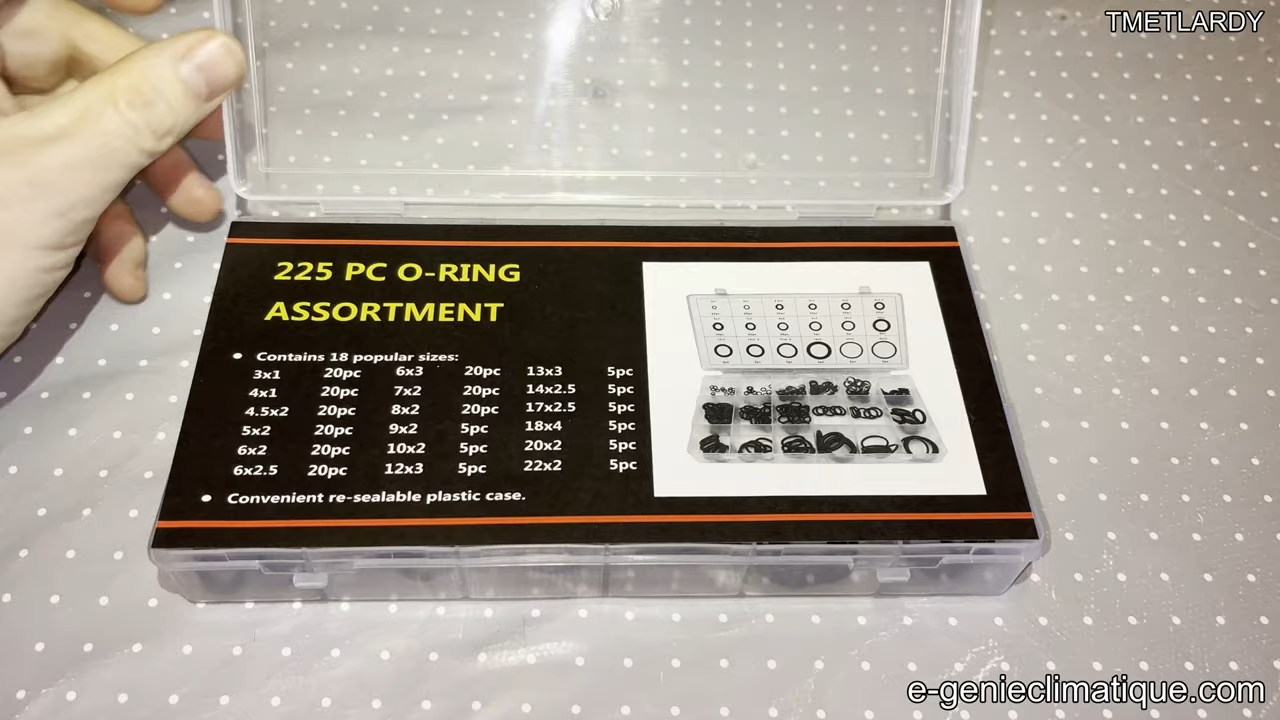 TMETLARDY
225 PC O-RING
ASSORTMENT
● Contains 18 popular sizes:
3x1 20pc 6x3 20pc 13x3 5pc
4x1 20pc 7x2 20pc 14x2.5 5pc
4.5x2 20pc 8x2 20pc 17x2.5 5pc
5x2 20pc 9x2 5pc 18x4 5pc
6x2 20pc 10x2 5pc 20x2 5pc
6x2.5 20pc 12x3 5pc 22x2 5pc
● Convenient re-sealable plastic case.
e-genieclimatique.com